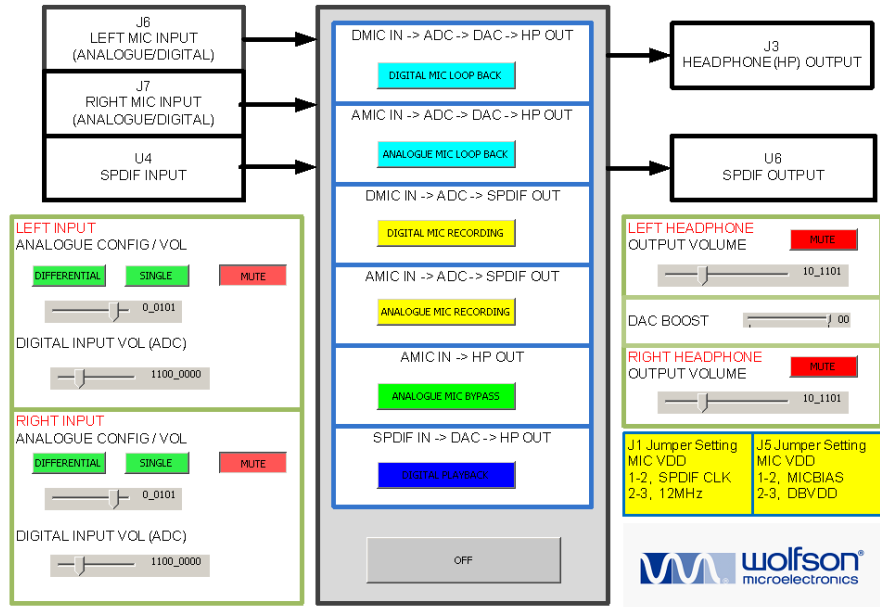 J6
LEFT MIC INPUT
(ANALOGUE/DIGITAL)
J7
RIGHT MIC INPUT
(ANALOGUE/DIGITAL)
U4
SPDIF INPUT
LEFT INPUT
ANALOGUE CONFIG / VOL
DIFFERENTIAL
SINGLE
MUTE
0_0101
DIGITAL INPUT VOL (ADC)
1100_0000
RIGHT INPUT
ANALOGUE CONFIG / VOL
DIFFERENTIAL
SINGLE
MUTE
0_0101
DIGITAL INPUT VOL (ADC)
1100_0000
DMIC IN -> ADC -> DAC -> HP OUT
DIGITAL MIC LOOP BACK
AMIC IN -> ADC -> DAC -> HP OUT
ANALOGUE MIC LOOP BACK
DMIC IN -> ADC -> SPDIF OUT
DIGITAL MIC RECORDING
AMIC IN -> ADC -> SPDIF OUT
ANALOGUE MIC RECORDING
AMIC IN -> HP OUT
ANALOGUE MIC BYPASS
SPDIF IN -> DAC -> HP OUT
DIGITAL PLAYBACK
OFF
J3
HEADPHONE (HP) OUTPUT
U6
SPDIF OUTPUT
LEFT HEADPHONE
OUTPUT VOLUME
MUTE
10_1101
DAC BOOST
00
RIGHT HEADPHONE
OUTPUT VOLUME
MUTE
10_1101
J1 Jumper Setting
MIC VDD
1-2, SPDIF CLK
2-3, 12MHz
J5 Jumper Setting
MIC VDD
1-2, MICBIAS
2-3, DBVDD
wolfson®
microelectronics